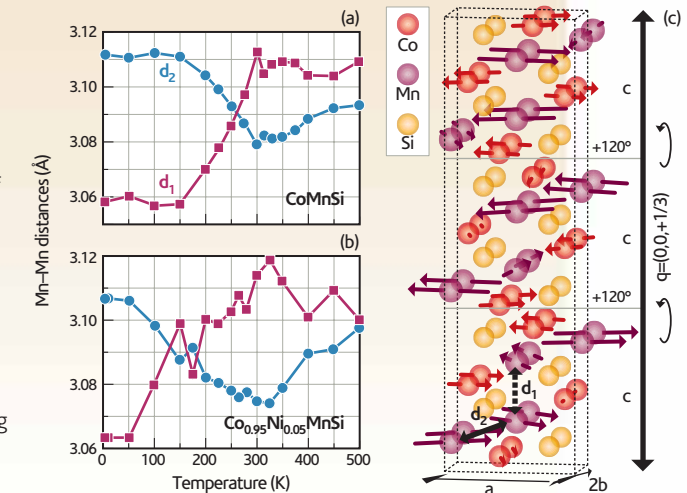 (a)
3.12
3.10
3.08
3.06
d₂
d₁
CoMnSi
Mn–Mn distances (Å)
(b)
3.12
3.10
3.08
3.06
Co₀.₉₅Ni₀.₀₅MnSi
0 100 200 300 400 500
Temperature (K)
g
Co
Mn
Si
(c)
c
+120º
c
+120º
c
q=(0,0,+1/3)
d₁
d₂
a
2b